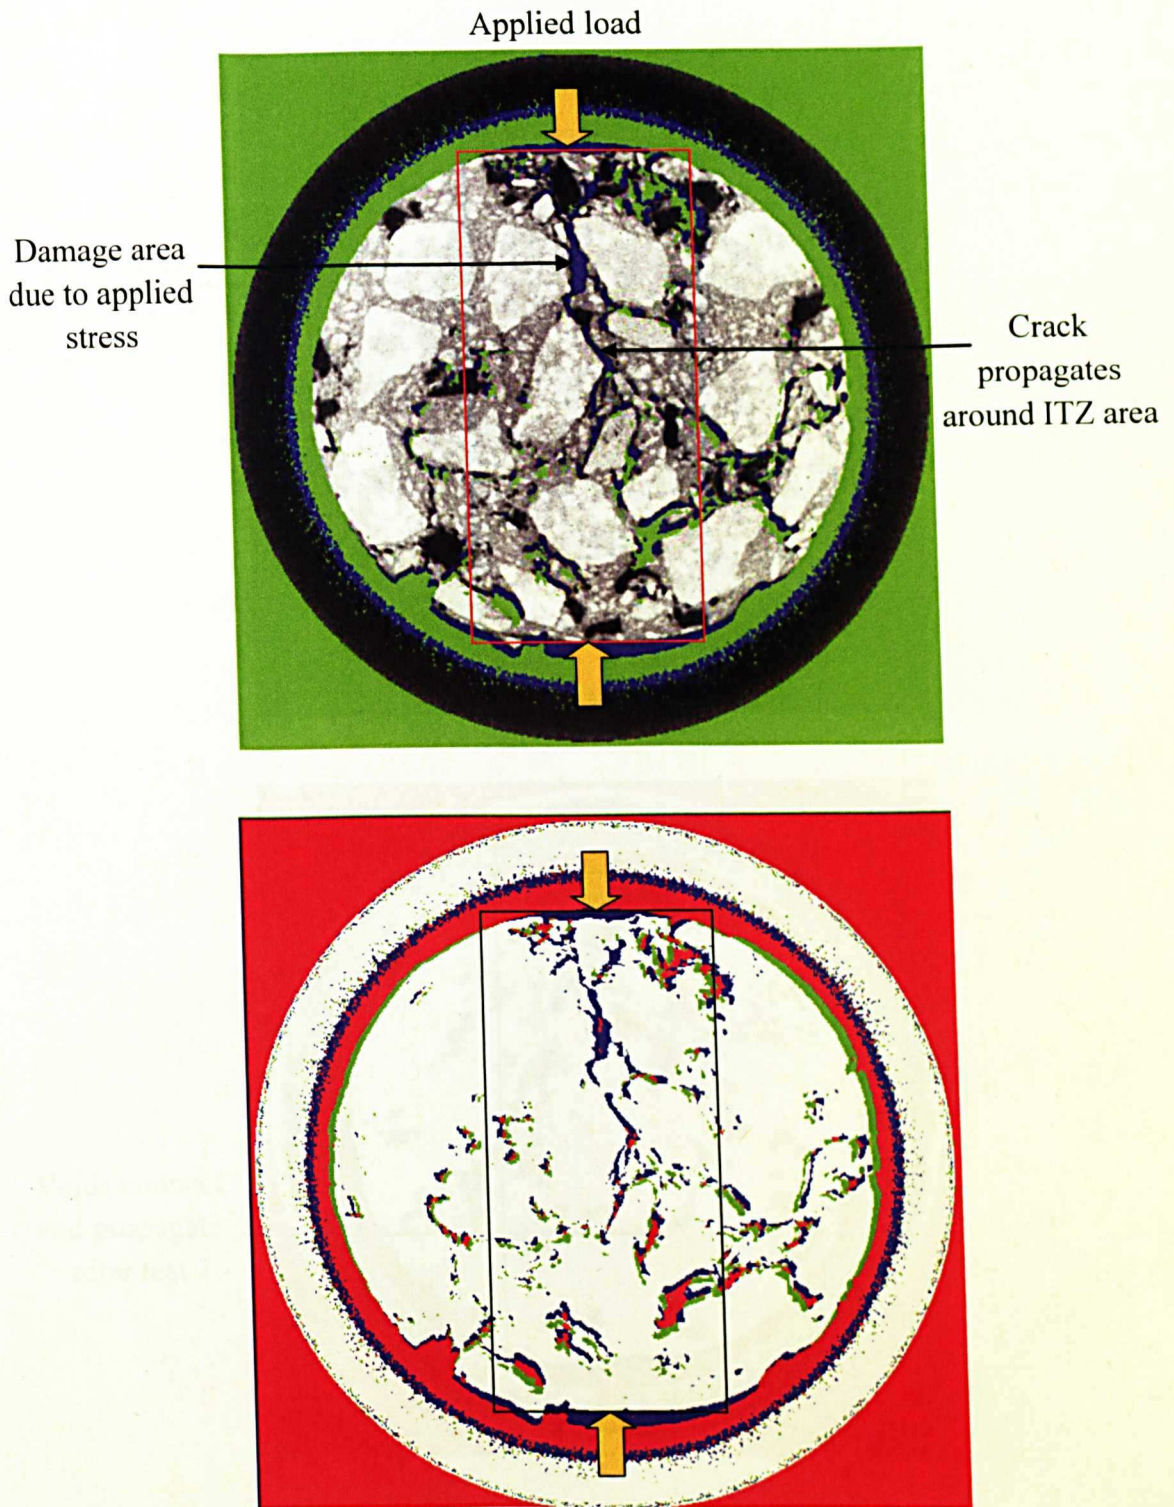 Applied load
Damage area
due to applied
stress
Crack
propagates
around ITZ area